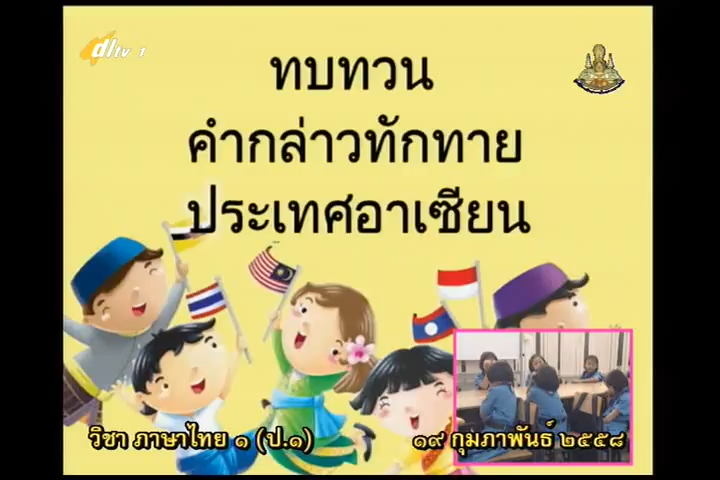 dltv 1
ทบทวน
คำกล่าวทักทาย
ประเทศอาเซียน
วิชา ภาษาไทย ๑ (ป.๑)
๑๙ กุมภาพันธ์ ๒๕๕๘